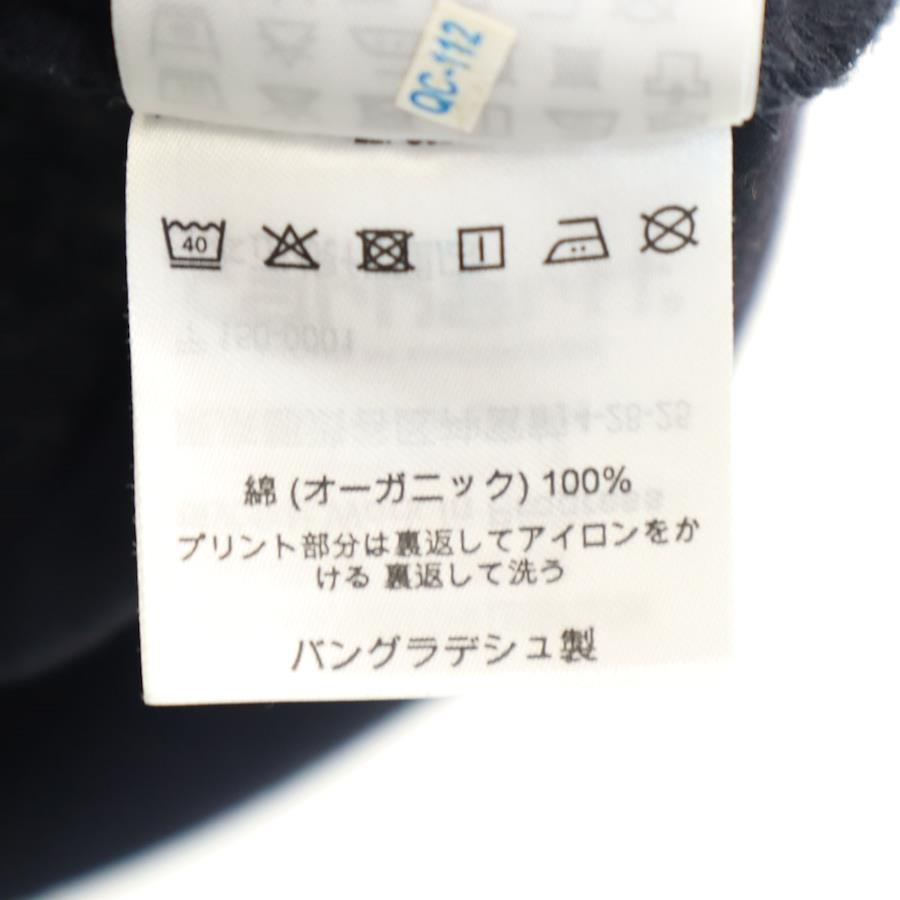 QC-112
40
綿 (オーガニック) 100%
プリント部分は裏返してアイロンをか
ける 裏返して洗う
バングラデシュ製